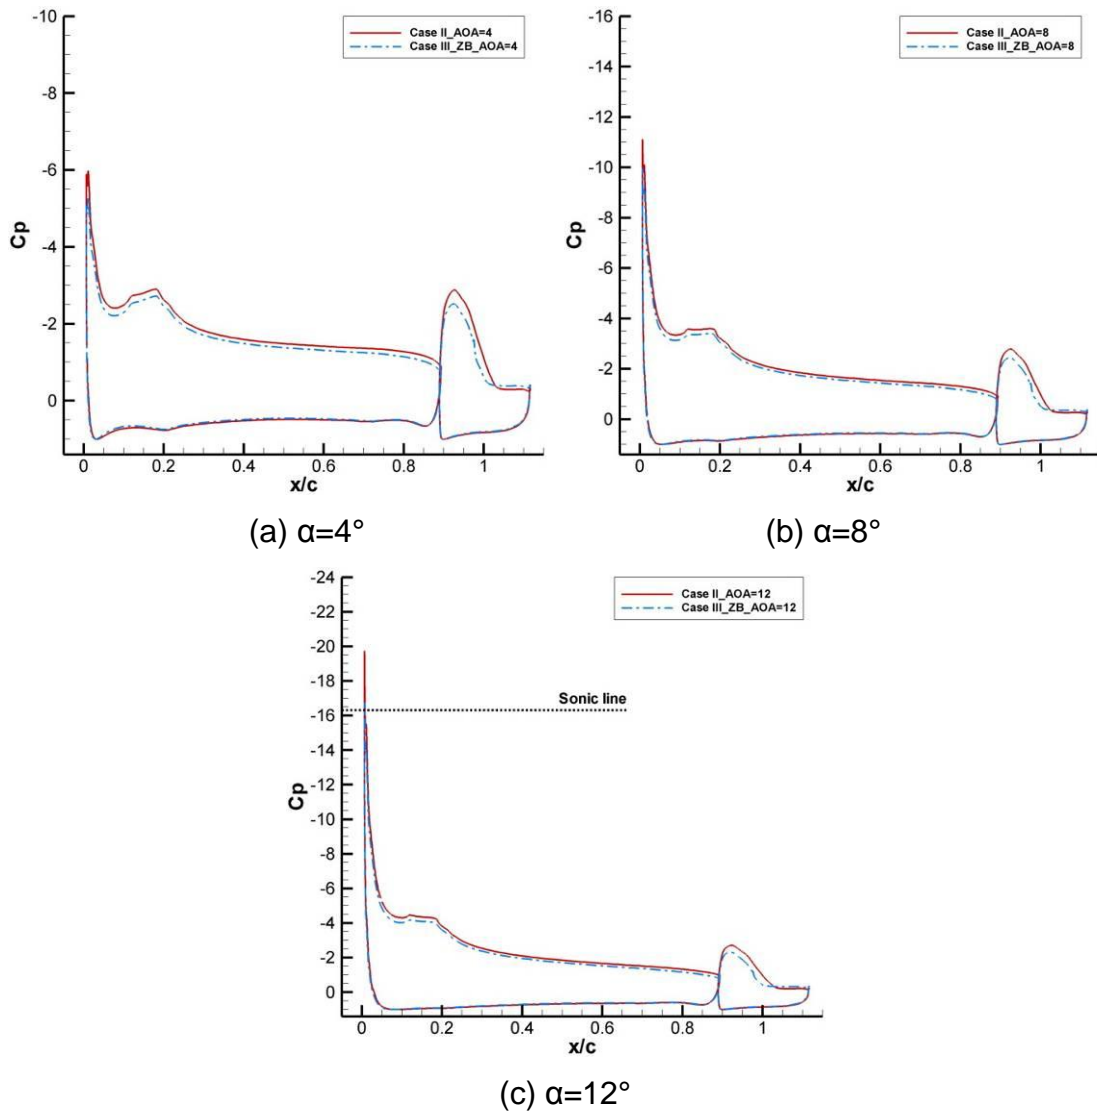 -10
-8
-6
-4
-2
0
Cp
0 0.2 0.4 0.6 0.8 1
x/c
Case II_AOA=4
Case III_ZB_AOA=4
(a) α=4°
-16
-14
-12
-10
-8
-6
-4
-2
0
Cp
0 0.2 0.4 0.6 0.8 1
x/c
Case II_AOA=8
Case III_ZB_AOA=8
(b) α=8°
-24
-22
-20
-18
-16
-14
-12
-10
-8
-6
-4
-2
0
Cp
0 0.2 0.4 0.6 0.8 1
x/c
Case II_AOA=12
Case III_ZB_AOA=12
Sonic line
(c) α=12°